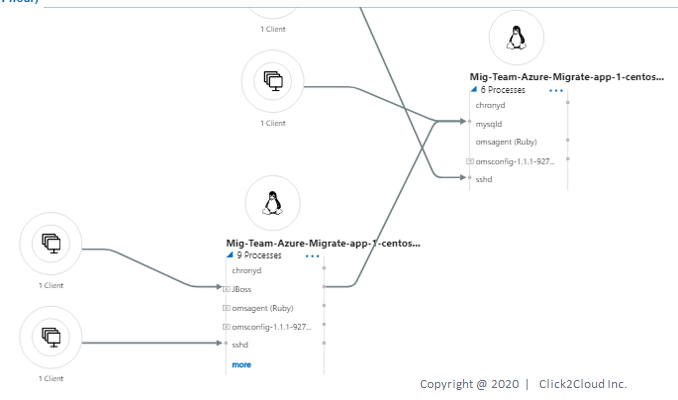 1 Client
Mig-Team-Azure-Migrate-app-1-centos...
6 Processes
...
chronyd
1 Client
mysqld
omsagent (Ruby)
omsconfig-1.1.1-927...
sshd
Mig-Team-Azure-Migrate-app-1-centos...
9 Processes
...
chronyd
1 Client
JBoss
omsagent (Ruby)
omsconfig-1.1.1-927...
sshd
more
1 Client
Copyright @ 2020 | Click2Cloud Inc.